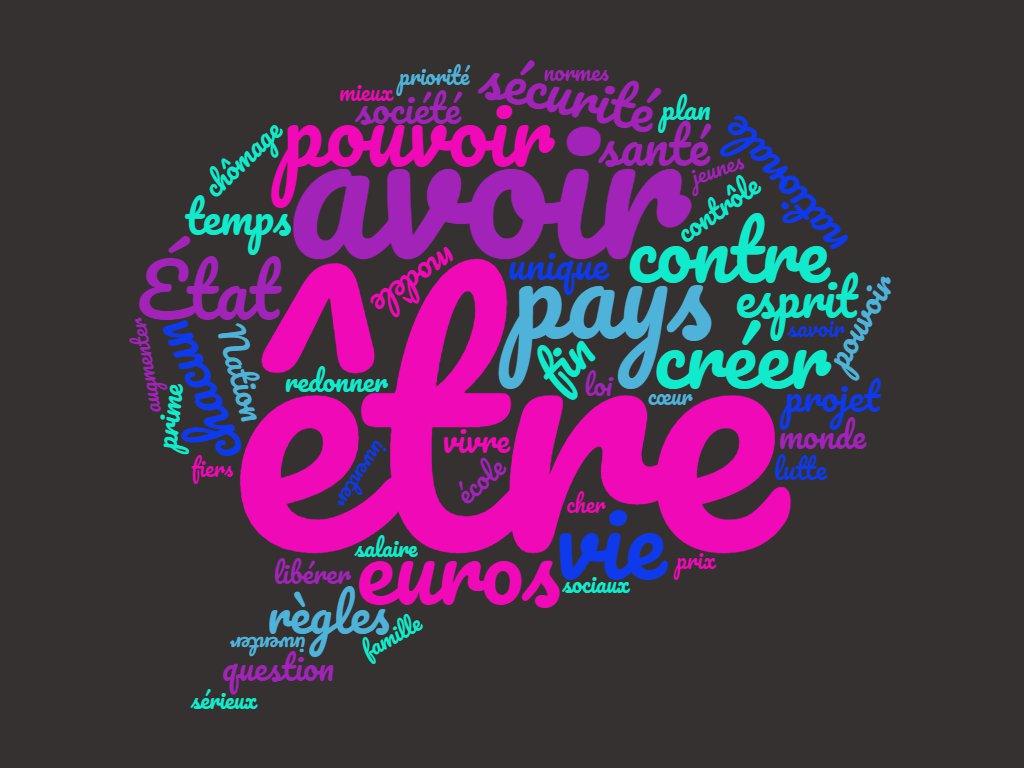 priorité
normes
mieux
sécurité
société
plan
pouvoir
santé
nationale
chômage
jeunes
avoir
contrôle
temps
contre
État
modèle
unique
pays
esprit
pouvoir
savoir
augmenter
chacun
Nation
fin
créer
redonner
loi
cœur
prime
projet
être
vivre
monde
fiers
inventer
école
lutte
cher
salaire
vie
prix
libérer
euros
sociaux
règles
inventer
famille
question
sérieux